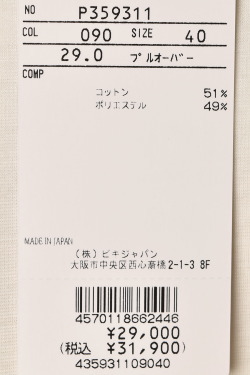 NO P359311
COL 090 SIZE 40
29.0 プルオーバー
COMP
コットン 51%
ポリエステル 49%
MADE IN JAPAN
(株)ピキジャパン
大阪市中央区西心斎橋2-1-3 8F
4570118662446
¥29,000
(税込 ¥31,900)
435931109040